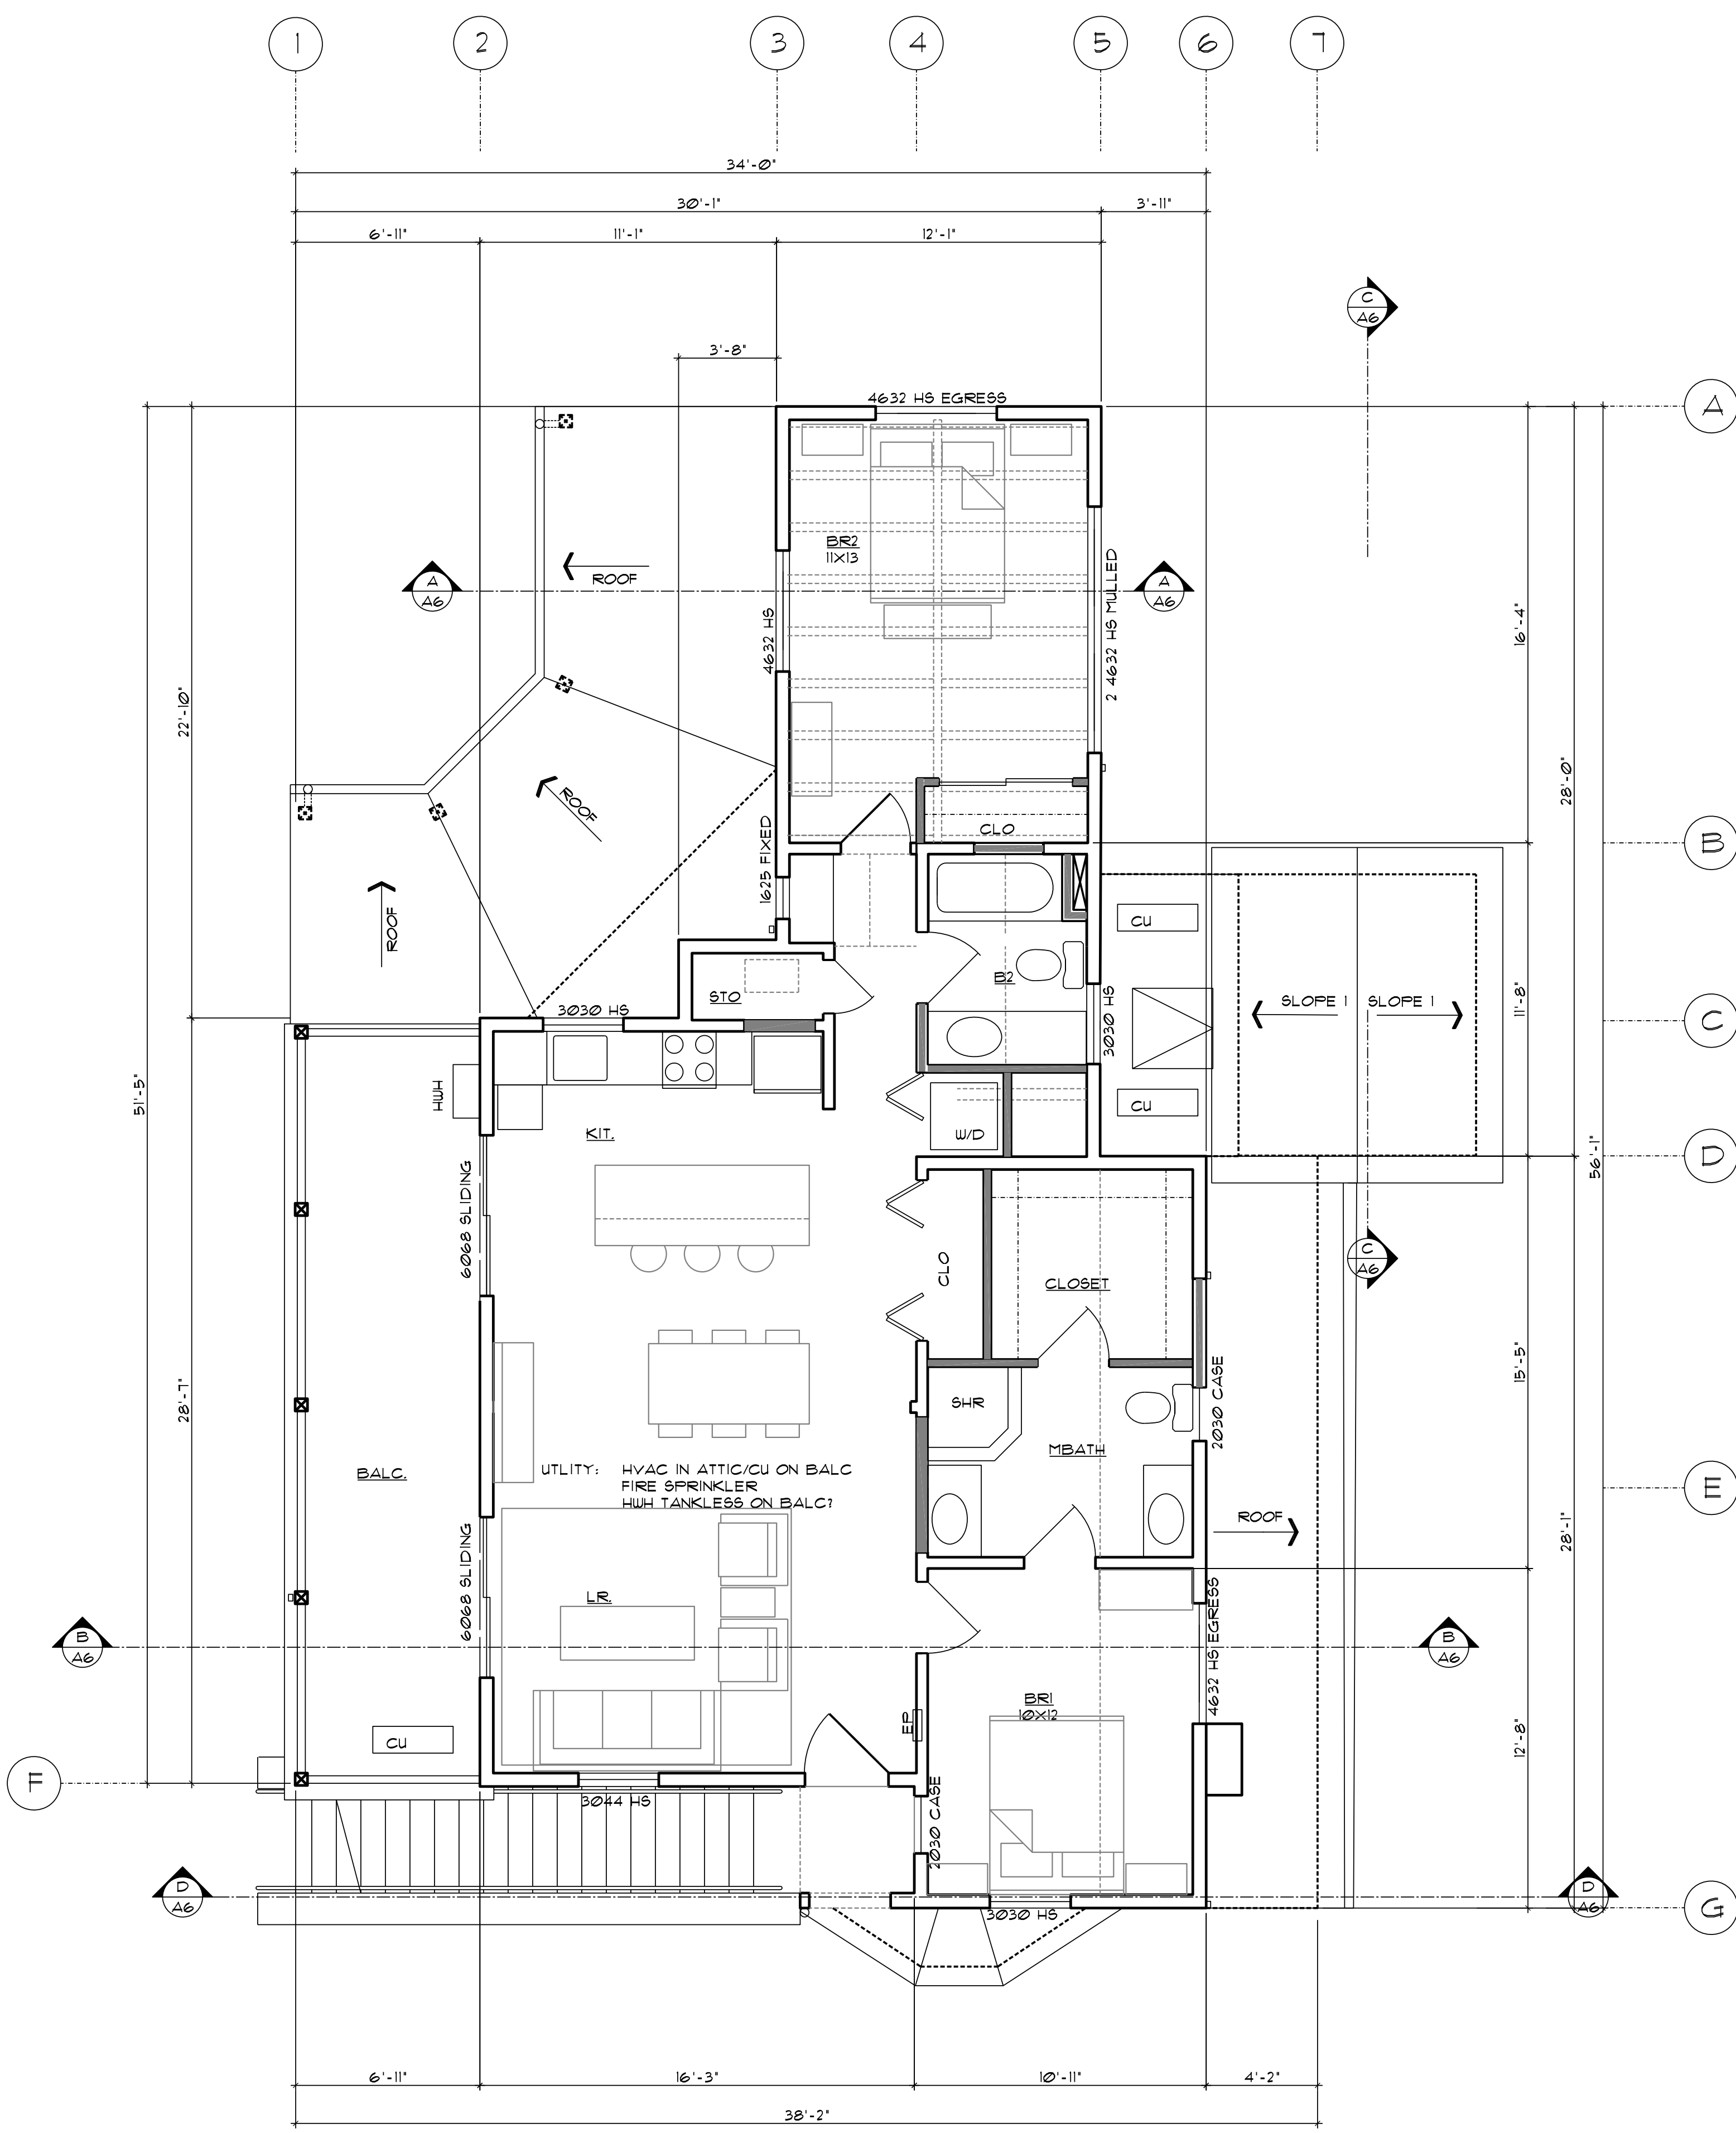 1 2 3 4 5 6 7
34'-0"
30'-1" 3'-11"
6'-11" 11'-1" 12'-1"
C
A6
3'-8"
4632 HS EGRESS
A
BR2
11X13
ROOF
A
A6
A
A6
4632 HS
2 4632 HS MULLED
16'-4"
22'-10"
28'-0"
ROOF
CLO
B
1625 FIXED
ROOF
CU
B2
STO
3030 HS
3030 HS
SLOPE 1 SLOPE 1
11'-8"
C
51'-5"
HWH
CU
KIT.
W/D
D
56'-1"
6068 SLIDING
CLO
CLOSET
C
A6
28'-7"
SHR
2030 CASE
15'-5"
MBATH
BALC.
UTLITY: HVAC IN ATTIC/CU ON BALC
FIRE SPRINKLER
HWH TANKLESS ON BALC?
E
ROOF
28'-1"
6068 SLIDING
LR.
B
A6
B
A6
4632 HS EGRESS
BR1
10X12
EP
CU
12'-8"
F
3044 HS
2030 CASE
D
A6
D
A6
3030 HS
G
6'-11" 16'-3" 10'-11" 4'-2"
38'-2"